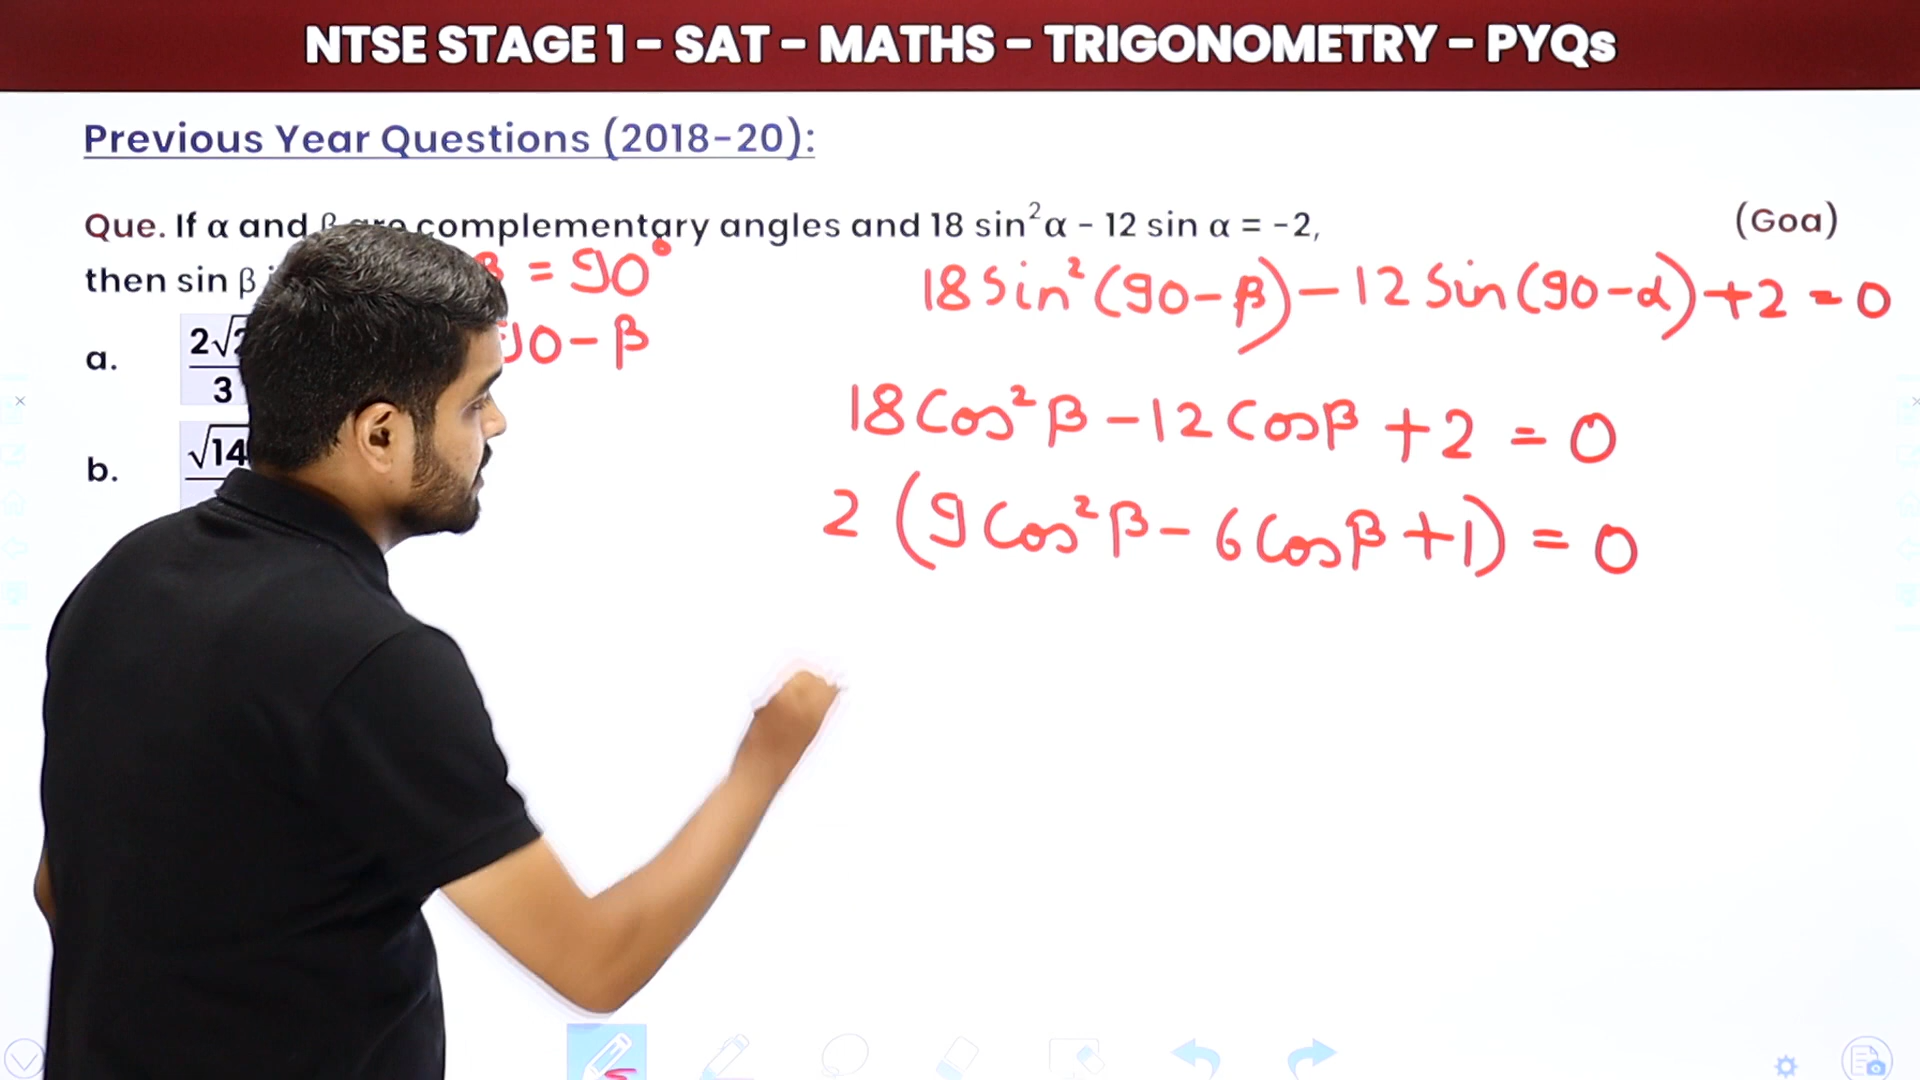 NTSE STAGE 1 – SAT – MATHS – TRIGONOMETRY – PYQs
Previous Year Questions (2018-20):
Que. If α and β are complementary angles and 18 sin²α - 12 sin α = -2,
(Goa)
then sin β
β = 90°
90 - β
a.
2√2
3
b.
√14
18 Sin²(90-β) - 12 Sin(90-α) + 2 = 0
18 Cos²β - 12 Cosβ + 2 = 0
2 (9 Cos²β - 6 Cosβ + 1) = 0